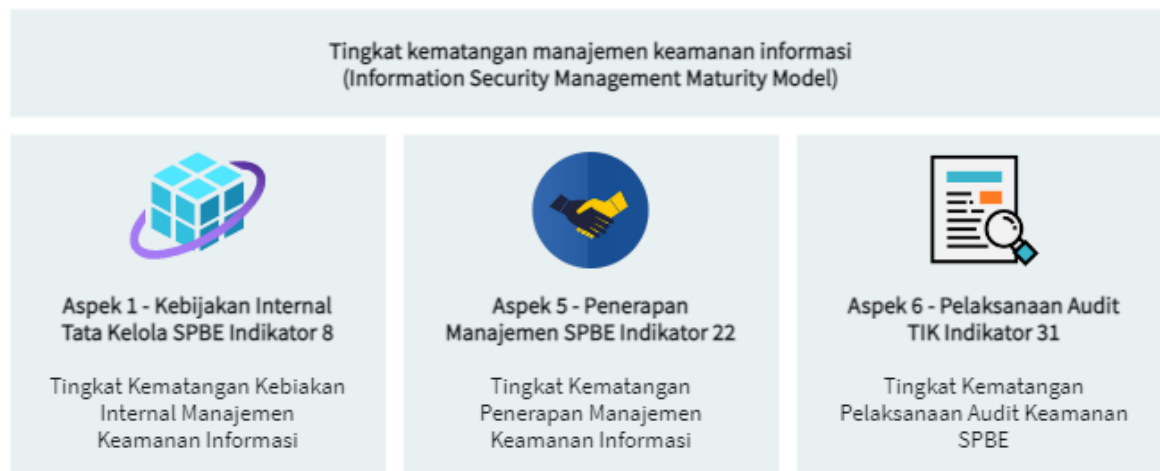 Tingkat kematangan manajemen keamanan informasi
(Information Security Management Maturity Model)
Aspek 1 - Kebijakan Internal
Tata Kelola SPBE Indikator 8
Tingkat Kematangan Kebiakan
Internal Manajemen
Keamanan Informasi
Aspek 5 - Penerapan
Manajemen SPBE Indikator 22
Tingkat Kematangan
Penerapan Manajemen
Keamanan Informasi
Aspek 6 - Pelaksanaan Audit
TIK Indikator 31
Tingkat Kematangan
Pelaksanaan Audit Keamanan
SPBE